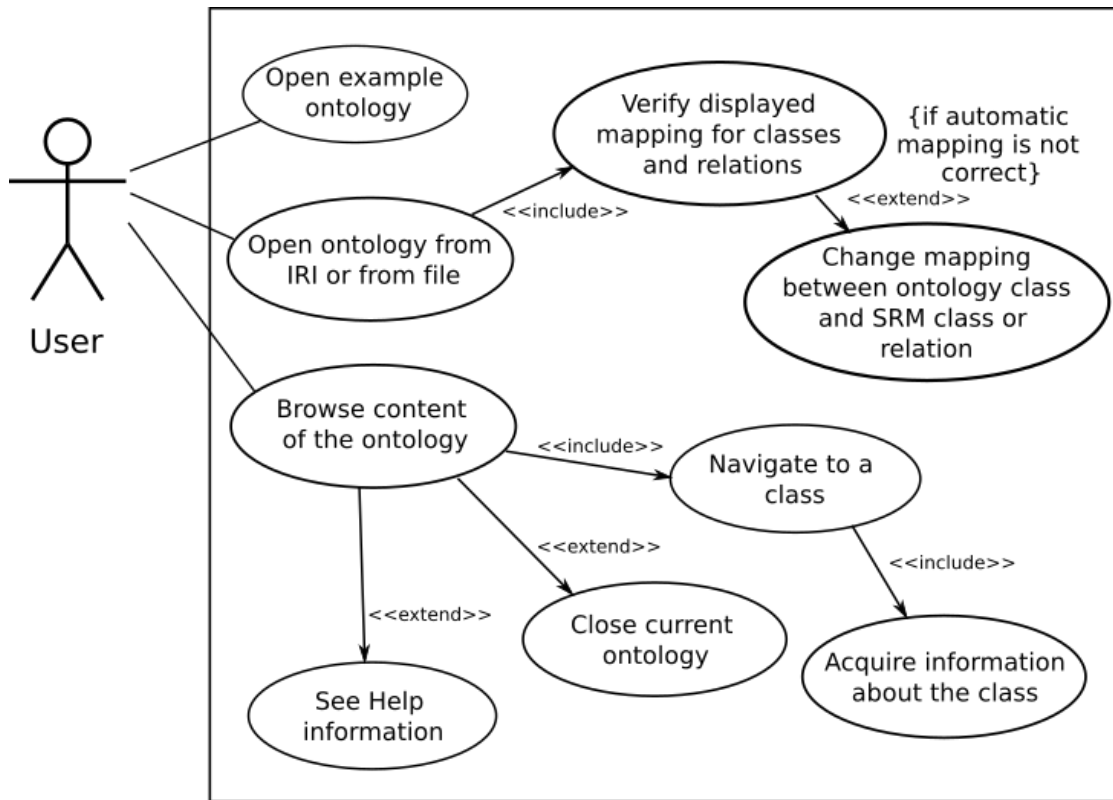 Open example
ontology
Verify displayed
mapping for classes
and relations
{if automatic
mapping is not
correct}
<<include>>
<<extend>>
Open ontology from
IRI or from file
Change mapping
between ontology class
and SRM class or
relation
User
Browse content
of the ontology
<<include>>
Navigate to a
class
<<extend>>
<<include>>
<<extend>>
Close current
ontology
Acquire information
about the class
See Help
information